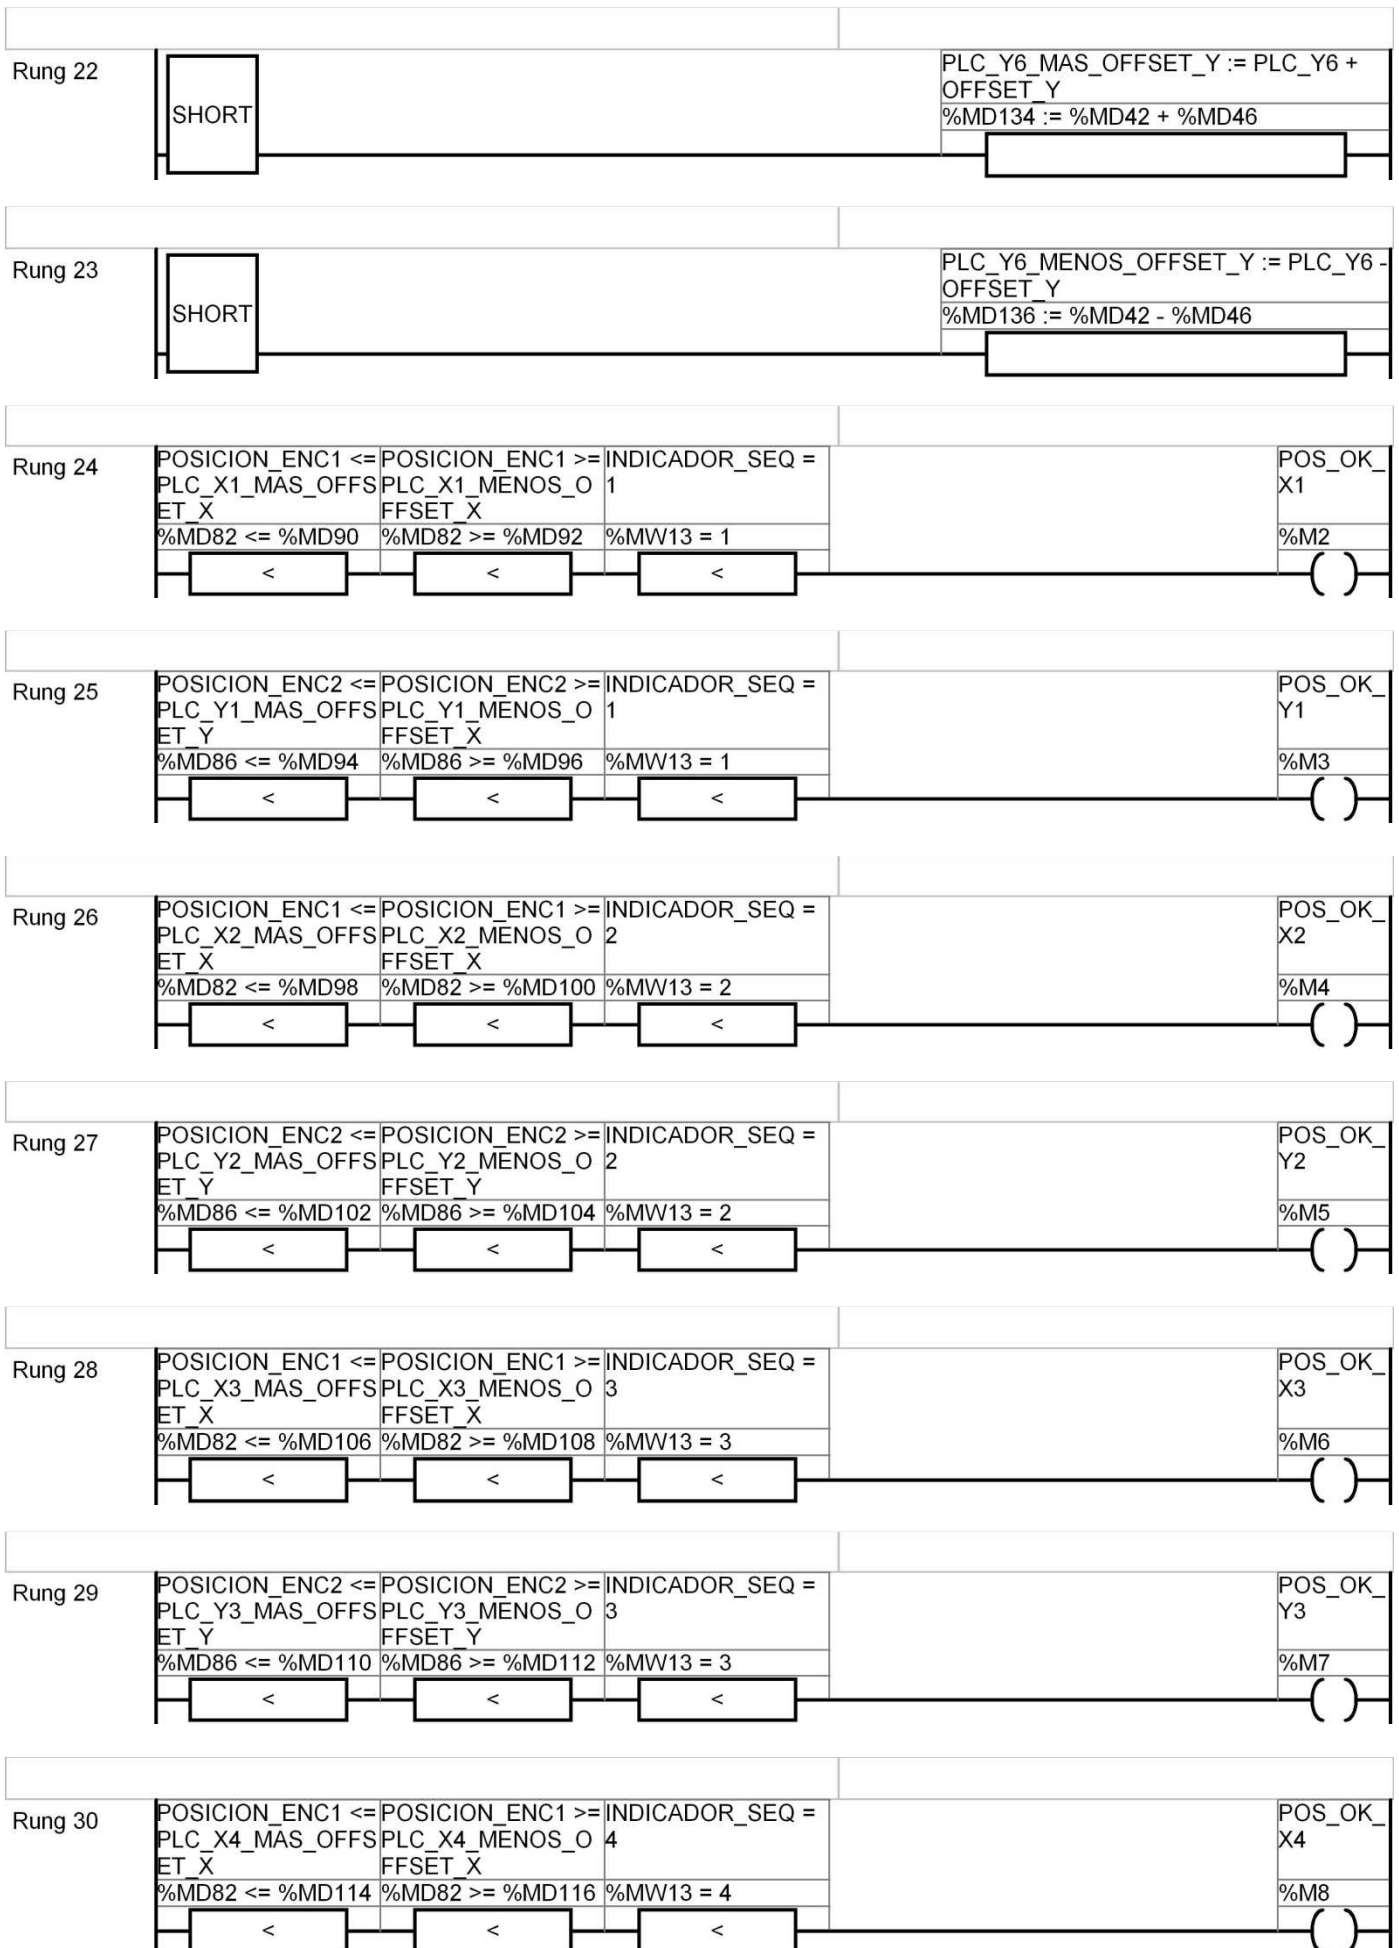 Rung 22
SHORT
PLC_Y6_MAS_OFFSET_Y := PLC_Y6 +
OFFSET_Y
%MD134 := %MD42 + %MD46
Rung 23
SHORT
PLC_Y6_MENOS_OFFSET_Y := PLC_Y6 -
OFFSET_Y
%MD136 := %MD42 - %MD46
Rung 24
POSICION_ENC1 <= POSICION_ENC1 >= INDICADOR_SEQ = POS_OK_
PLC_X1_MAS_OFFS PLC_X1_MENOS_O 1 X1
ET_X FFSET_X
%MD82 <= %MD90 %MD82 >= %MD92 %MW13 = 1 %M2
< < < ( )
Rung 25
POSICION_ENC2 <= POSICION_ENC2 >= INDICADOR_SEQ = POS_OK_
PLC_Y1_MAS_OFFS PLC_Y1_MENOS_O 1 Y1
ET_Y FFSET_X
%MD86 <= %MD94 %MD86 >= %MD96 %MW13 = 1 %M3
< < < ( )
Rung 26
POSICION_ENC1 <= POSICION_ENC1 >= INDICADOR_SEQ = POS_OK_
PLC_X2_MAS_OFFS PLC_X2_MENOS_O 2 X2
ET_X FFSET_X
%MD82 <= %MD98 %MD82 >= %MD100 %MW13 = 2 %M4
< < < ( )
Rung 27
POSICION_ENC2 <= POSICION_ENC2 >= INDICADOR_SEQ = POS_OK_
PLC_Y2_MAS_OFFS PLC_Y2_MENOS_O 2 Y2
ET_Y FFSET_Y
%MD86 <= %MD102 %MD86 >= %MD104 %MW13 = 2 %M5
< < < ( )
Rung 28
POSICION_ENC1 <= POSICION_ENC1 >= INDICADOR_SEQ = POS_OK_
PLC_X3_MAS_OFFS PLC_X3_MENOS_O 3 X3
ET_X FFSET_X
%MD82 <= %MD106 %MD82 >= %MD108 %MW13 = 3 %M6
< < < ( )
Rung 29
POSICION_ENC2 <= POSICION_ENC2 >= INDICADOR_SEQ = POS_OK_
PLC_Y3_MAS_OFFS PLC_Y3_MENOS_O 3 Y3
ET_Y FFSET_Y
%MD86 <= %MD110 %MD86 >= %MD112 %MW13 = 3 %M7
< < < ( )
Rung 30
POSICION_ENC1 <= POSICION_ENC1 >= INDICADOR_SEQ = POS_OK_
PLC_X4_MAS_OFFS PLC_X4_MENOS_O 4 X4
ET_X FFSET_X
%MD82 <= %MD114 %MD82 >= %MD116 %MW13 = 4 %M8
< < < ( )